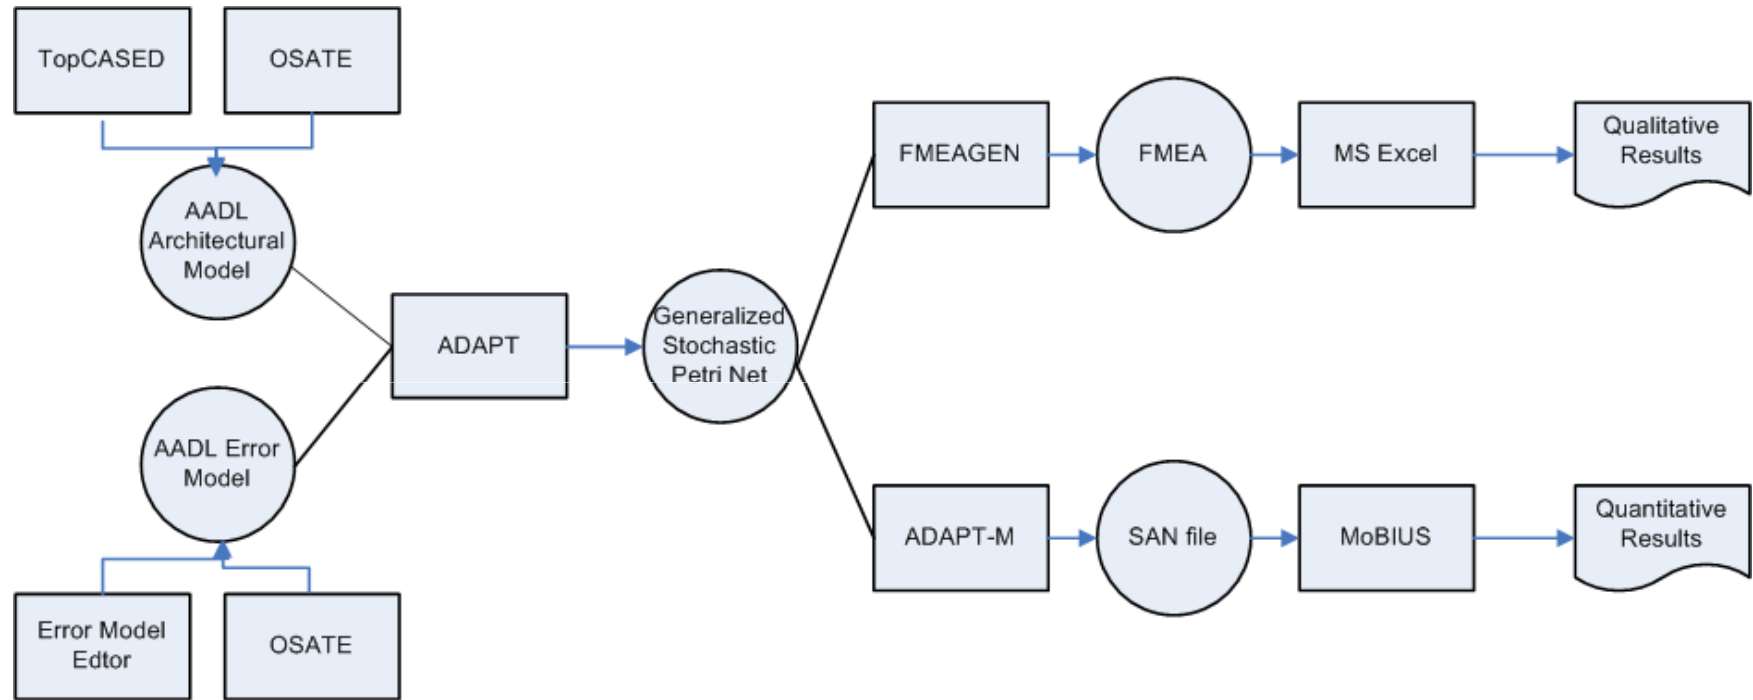 TopCASED
OSATE
AADL
Architectural
Model
AADL Error
Model
Error Model
Edtor
OSATE
ADAPT
Generalized
Stochastic
Petri Net
FMEAGEN
FMEA
MS Excel
Qualitative
Results
ADAPT-M
SAN file
MoBIUS
Quantitative
Results